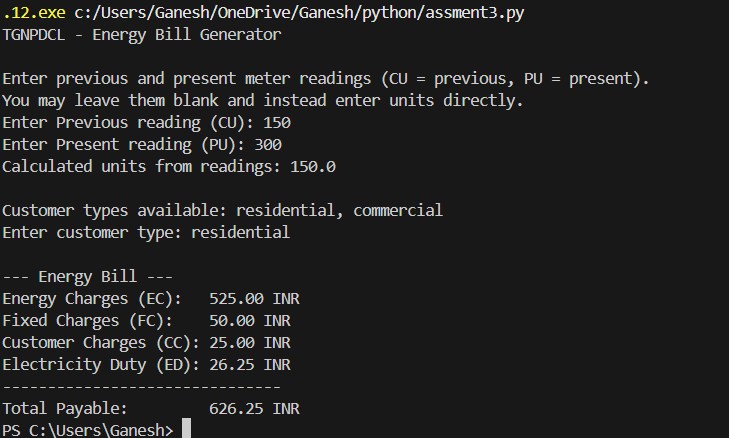 .12.exe c:/Users/Ganesh/OneDrive/Ganesh/python/assment3.py
TGNPDCL - Energy Bill Generator
Enter previous and present meter readings (CU = previous, PU = present).
You may leave them blank and instead enter units directly.
Enter Previous reading (CU): 150
Enter Present reading (PU): 300
Calculated units from readings: 150.0
Customer types available: residential, commercial
Enter customer type: residential
--- Energy Bill ---
Energy Charges (EC):   525.00 INR
Fixed Charges (FC):    50.00 INR
Customer Charges (CC): 25.00 INR
Electricity Duty (ED): 26.25 INR
-------------------------------
Total Payable:         626.25 INR
PS C:\Users\Ganesh>